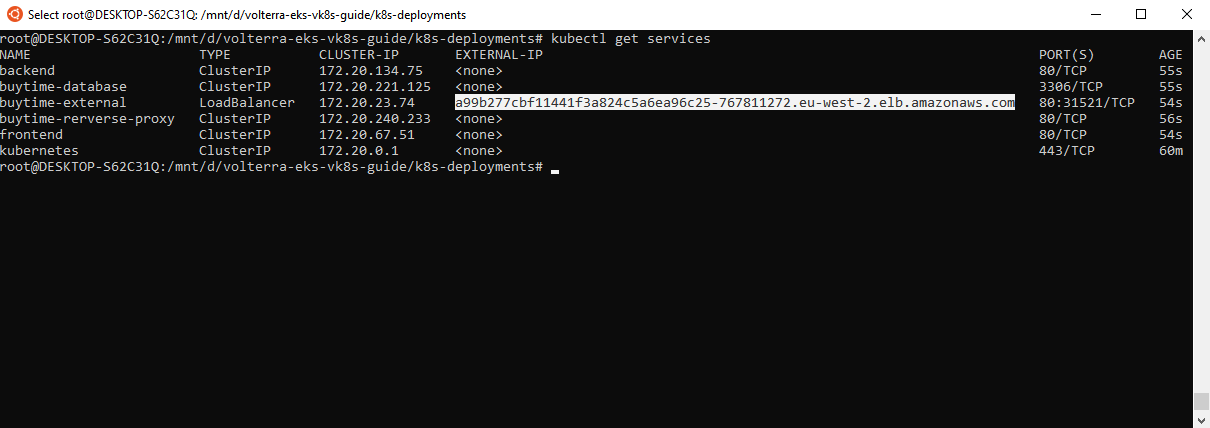 Select root@DESKTOP-S62C31Q: /mnt/d/volterra-eks-vk8s-guide/k8s-deployments
root@DESKTOP-S62C31Q:/mnt/d/volterra-eks-vk8s-guide/k8s-deployments# kubectl get services
NAME TYPE CLUSTER-IP EXTERNAL-IP PORT(S) AGE
backend ClusterIP 172.20.134.75 <none> 80/TCP 55s
buytime-database ClusterIP 172.20.221.125 <none> 3306/TCP 55s
buytime-external LoadBalancer 172.20.23.74 a99b277cbf11441f3a824c5a6ea96c25-767811272.eu-west-2.elb.amazonaws.com 80:31521/TCP 54s
buytime-rerverse-proxy ClusterIP 172.20.240.233 <none> 80/TCP 56s
frontend ClusterIP 172.20.67.51 <none> 80/TCP 54s
kubernetes ClusterIP 172.20.0.1 <none> 443/TCP 60m
root@DESKTOP-S62C31Q:/mnt/d/volterra-eks-vk8s-guide/k8s-deployments#